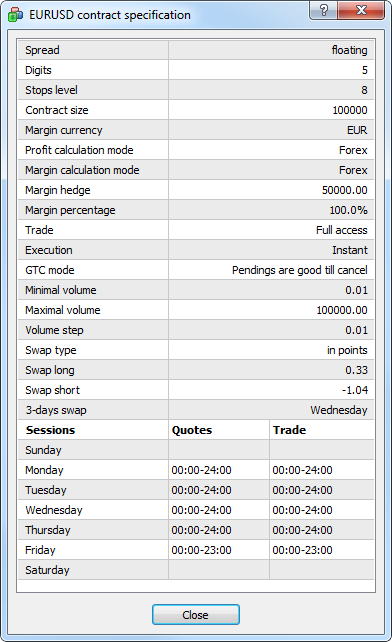 EURUSD contract specification
Spread floating
Digits 5
Stops level 8
Contract size 100000
Margin currency EUR
Profit calculation mode Forex
Margin calculation mode Forex
Margin hedge 50000.00
Margin percentage 100.0%
Trade Full access
Execution Instant
GTC mode Pendings are good till cancel
Minimal volume 0.01
Maximal volume 100000.00
Volume step 0.01
Swap type in points
Swap long 0.33
Swap short -1.04
3-days swap Wednesday
Sessions Quotes Trade
Sunday
Monday 00:00-24:00 00:00-24:00
Tuesday 00:00-24:00 00:00-24:00
Wednesday 00:00-24:00 00:00-24:00
Thursday 00:00-24:00 00:00-24:00
Friday 00:00-23:00 00:00-23:00
Saturday
Close